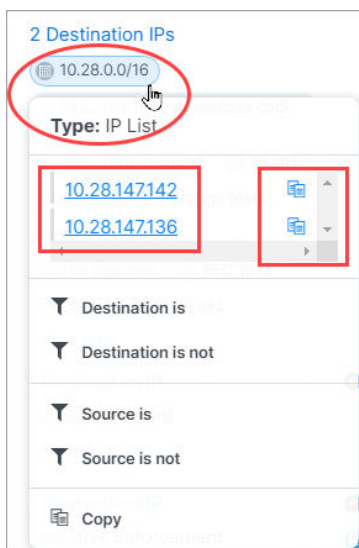 2 Destination IPs
10.28.0.0/16
Type: IP List
10.28.147.142
10.28.147.136
Destination is
Destination is not
Source is
Source is not
Copy